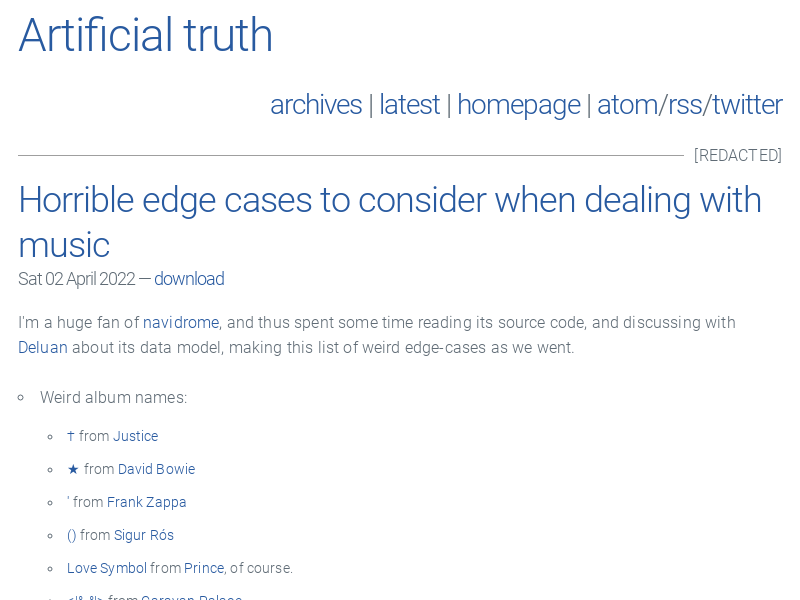 Artificial truth
archives | latest | homepage | atom/rss/twitter
[REDACTED]
Horrible edge cases to consider when dealing with
music
Sat 02 April 2022 — download
I'm a huge fan of navidrome, and thus spent some time reading its source code, and discussing with
Deluan about its data model, making this list of weird edge-cases as we went.
Weird album names:
† from Justice
★ from David Bowie
' from Frank Zappa
() from Sigur Rós
Love Symbol from Prince, of course.
from Caravan Palace